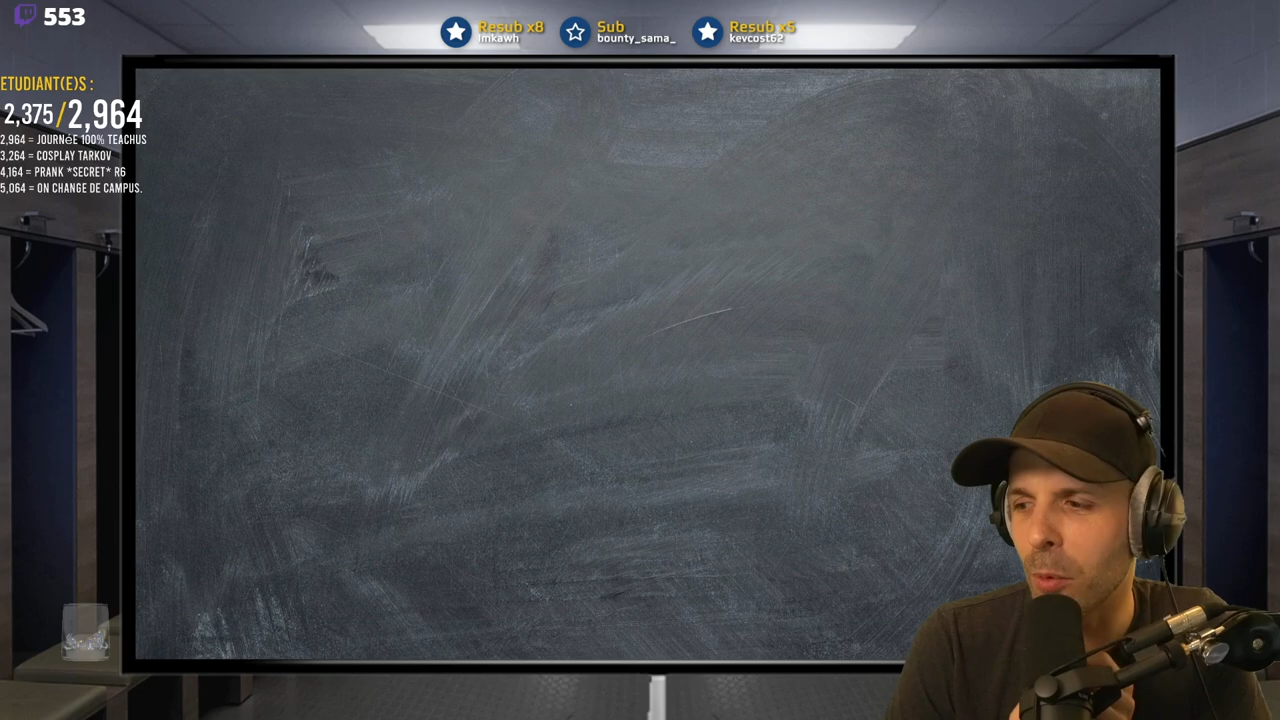 553
Resub x8
lmkawh
Sub
bounty_sama_
Resub x5
kevcost62
ETUDIANT(E)S :
2,375/2,964
2,964 = JOURNéE 100% TEACHUS
3,264 = COSPLAY TARKOV
4,164 = PRANK *SECRET* R6
5,064 = ON CHANGE DE CAMPUS.